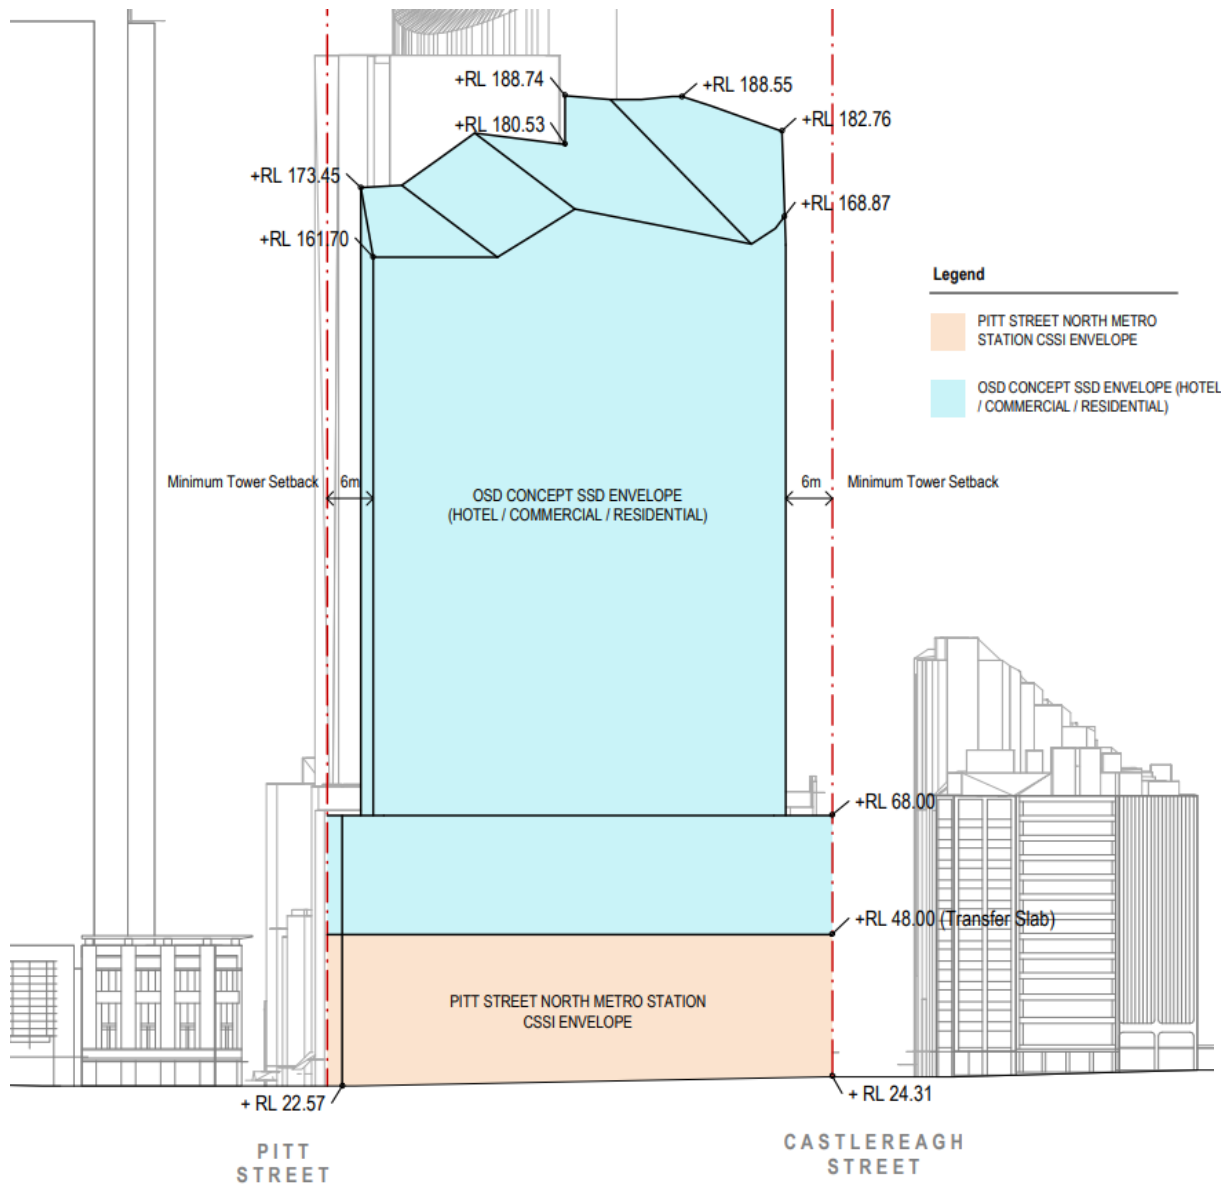 +RL 188.74
+RL 188.55
+RL 180.53
+RL 182.76
+RL 173.45
+RL 168.87
+RL 161.70
Legend
PITT STREET NORTH METRO
STATION CSSI ENVELOPE
OSD CONCEPT SSD ENVELOPE (HOTEL
/ COMMERCIAL / RESIDENTIAL)
Minimum Tower Setback
6m
OSD CONCEPT SSD ENVELOPE
(HOTEL / COMMERCIAL / RESIDENTIAL)
6m
Minimum Tower Setback
+RL 68.00
+RL 48.00 (Transfer Slab)
PITT STREET NORTH METRO STATION
CSSI ENVELOPE
+ RL 22.57
+ RL 24.31
PITT
STREET
CASTLEREAGH
STREET